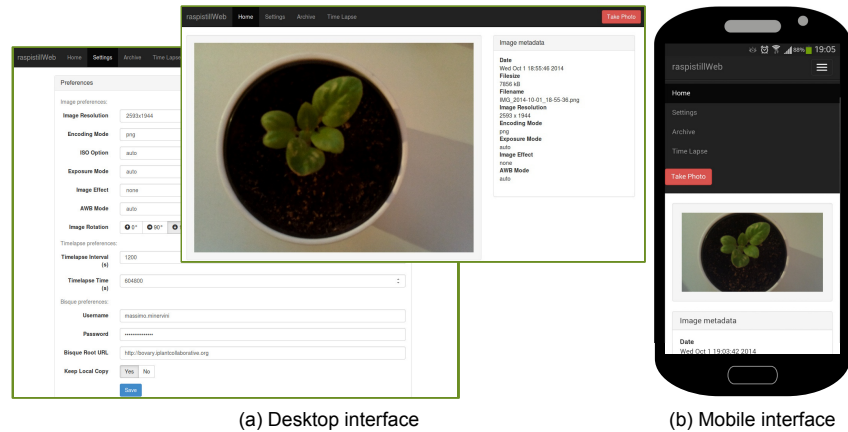 raspistillWeb Home Settings Archive Time Lapse
Preferences
Image preferences:
Image Resolution 2593x1944
Encoding Mode png
ISO Option auto
Exposure Mode auto
Image Effect none
AWB Mode auto
Image Rotation 0° 90°
Timelapse preferences:
Timelapse Interval (s) 1200
Timelapse Time (s) 604800
Bisque preferences:
Username massimo.minervini
Password ***************
Bisque Root URL http://bovary.iplantcollaborative.org
Keep Local Copy Yes No
Save
raspistillWeb Home Settings Archive Time Lapse Take Photo
Image metadata
Date
Wed Oct 1 18:55:46 2014
Filesize
7856 kB
Filename
IMG_2014-10-01_18-55-36.png
Image Resolution
2593 x 1944
Encoding Mode
png
Exposure Mode
auto
Image Effect
none
AWB Mode
auto
(a) Desktop interface
88% 19:05
raspistillWeb
Home
Settings
Archive
Time Lapse
Take Photo
Image metadata
Date
Wed Oct 1 19:03:42 2014
(b) Mobile interface